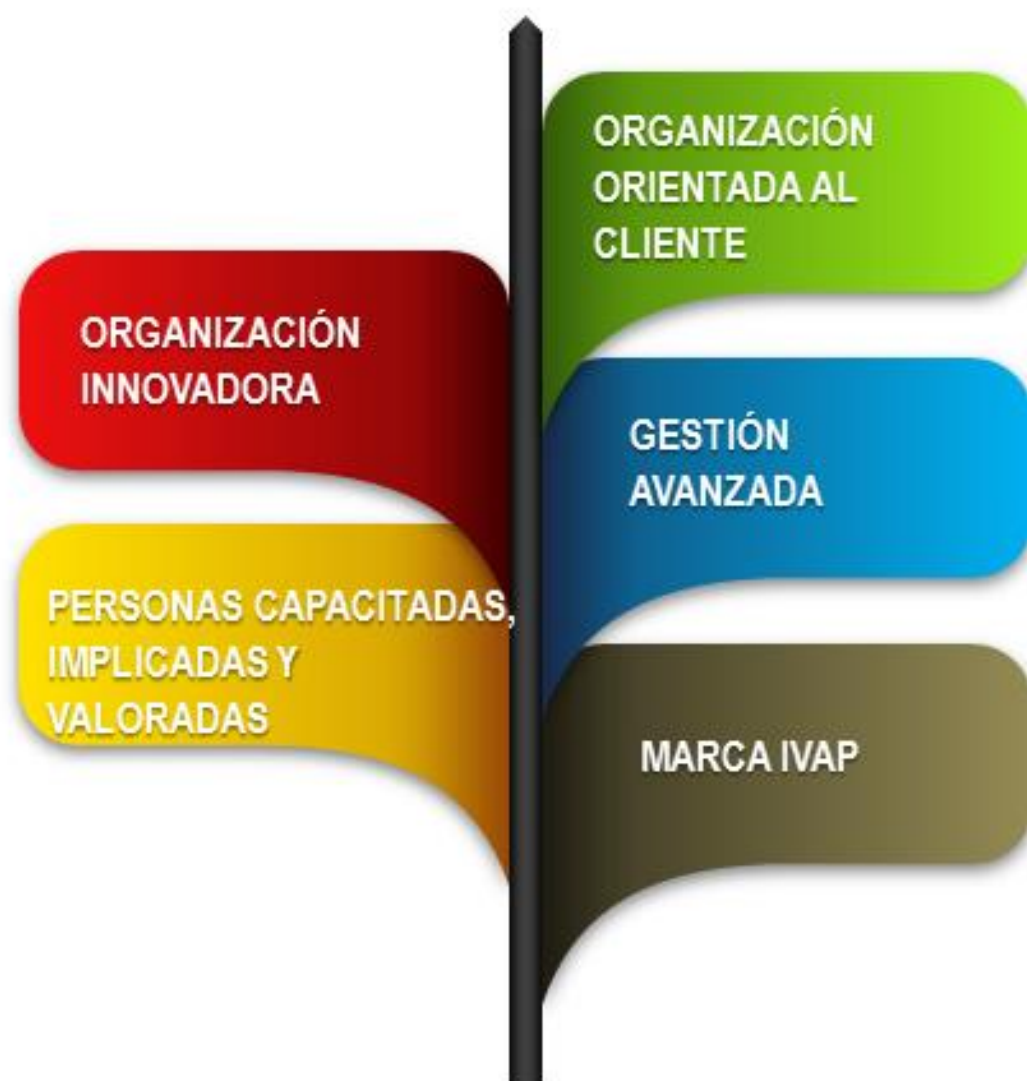 ORGANIZACIÓN
ORIENTADA AL
CLIENTE
ORGANIZACIÓN
INNOVADORA
GESTIÓN
AVANZADA
PERSONAS CAPACITADAS,
IMPLICADAS Y
VALORADAS
MARCA IVAP